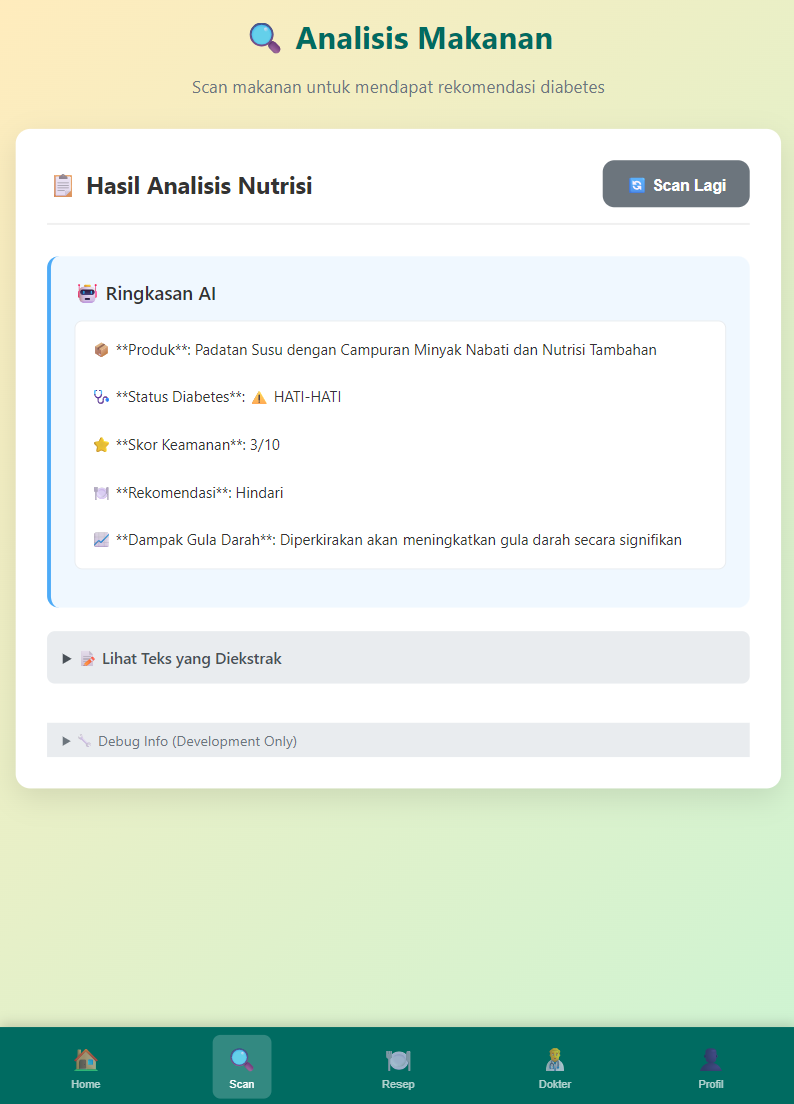 Analisis Makanan
Scan makanan untuk mendapat rekomendasi diabetes
Hasil Analisis Nutrisi
Scan Lagi
Ringkasan AI
**Produk**: Padatan Susu dengan Campuran Minyak Nabati dan Nutrisi Tambahan
**Status Diabetes**: ⚠️ HATI-HATI
**Skor Keamanan**: 3/10
**Rekomendasi**: Hindari
**Dampak Gula Darah**: Diperkirakan akan meningkatkan gula darah secara signifikan
Lihat Teks yang Diekstrak
Debug Info (Development Only)
Home
Scan
Resep
Dokter
Profil